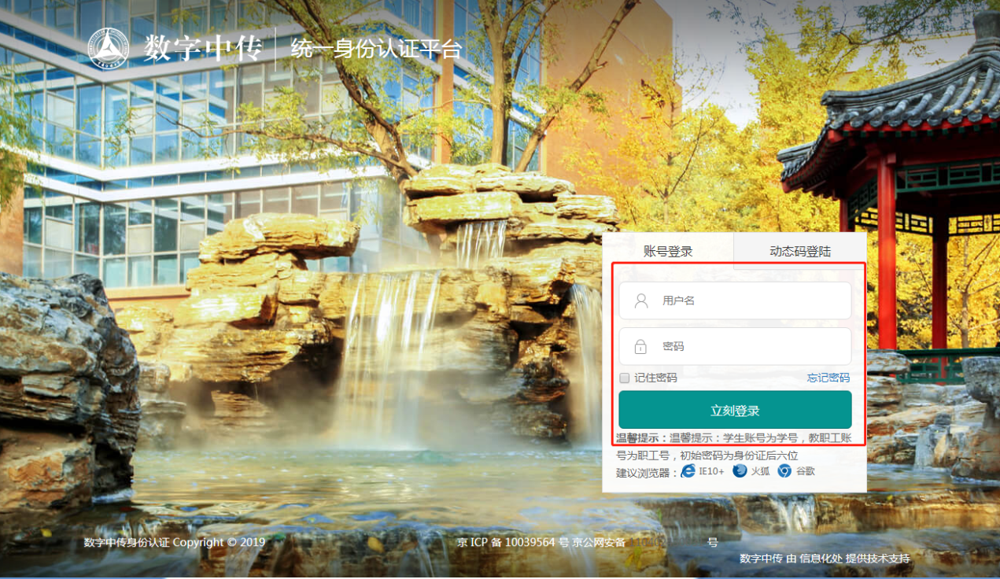 数字中传
统一身份认证平台
账号登录
动态码登陆
用户名
密码
记住密码
忘记密码
立刻登录
温馨提示：温馨提示：学生账号为学号，教职工账
号为职工号，初始密码为身份证后六位
建议浏览器： IE10+ 火狐 谷歌
数字中传身份认证 Copyright © 2019
京 ICP 备 10039564 号 京公网安备
号
数字中传 由 信息化处 提供技术支持